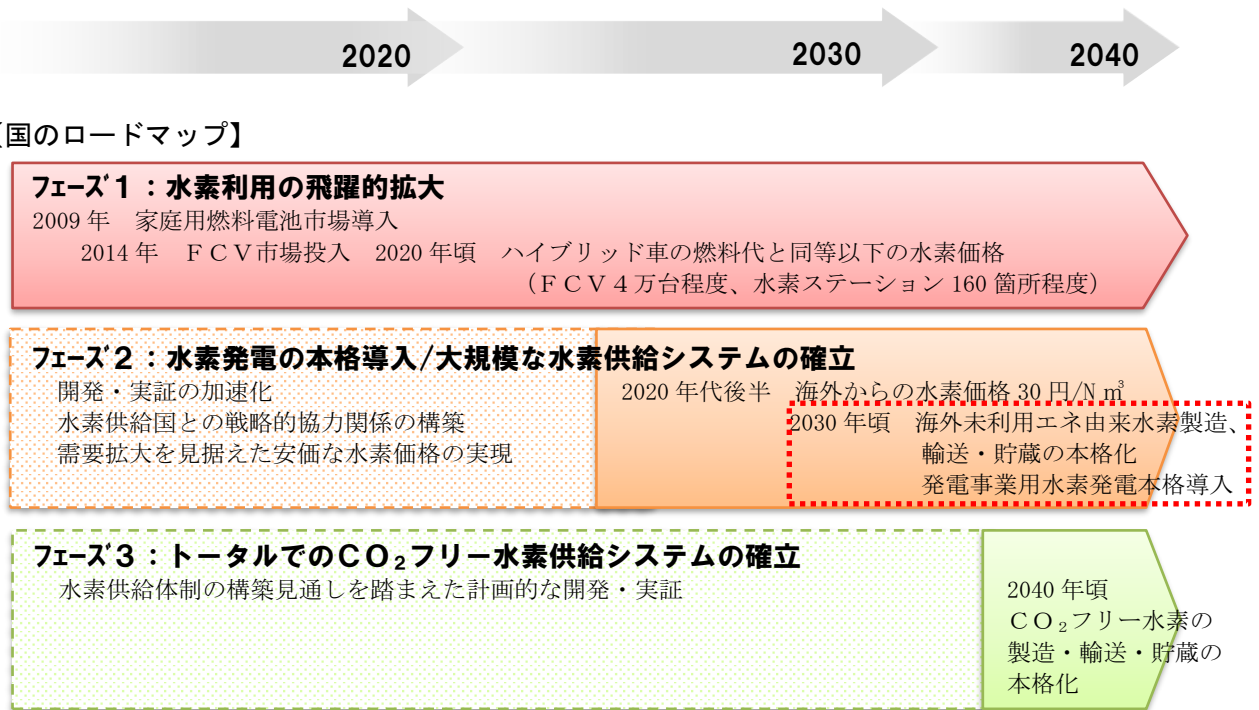 2020
2030
2040
【国のロードマップ】
ﾌｪｰｽﾞ１：水素利用の飛躍的拡大
2009 年　家庭用燃料電池市場導入
2014 年　ＦＣＶ市場投入　2020 年頃　ハイブリッド車の燃料代と同等以下の水素価格
（ＦＣＶ４万台程度、水素ステーション 160 箇所程度）
ﾌｪｰｽﾞ２：水素発電の本格導入/大規模な水素供給システムの確立
開発・実証の加速化
水素供給国との戦略的協力関係の構築
需要拡大を見据えた安価な水素価格の実現
2020 年代後半　海外からの水素価格 30 円/N㎥
2030 年頃　海外未利用エネ由来水素製造、
輸送・貯蔵の本格化
発電事業用水素発電本格導入
ﾌｪｰｽﾞ３：トータルでのＣＯ₂フリー水素供給システムの確立
水素供給体制の構築見通しを踏まえた計画的な開発・実証
2040 年頃
ＣＯ₂フリー水素の
製造・輸送・貯蔵の
本格化